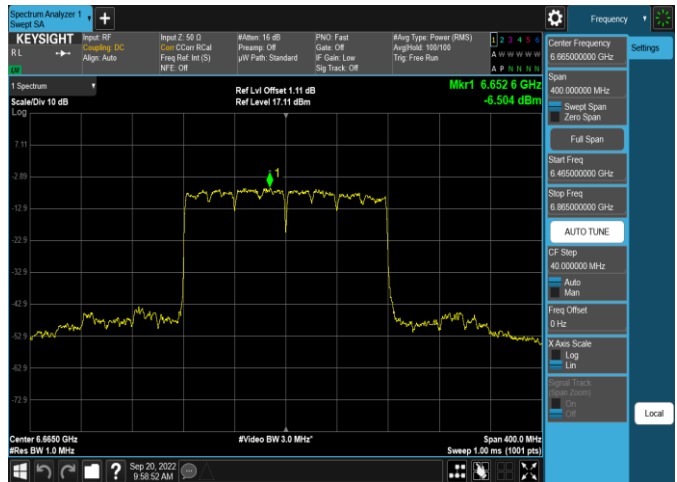 Spectrum Analyzer 1
Swept SA
Frequency
KEYSIGHT
RL
LV
Input: RF
Coupling: DC
Align: Auto
Input Z: 50 Ω
Corr CCorr RCal
Freq Ref: Int (S)
NFE: Off
#Atten: 16 dB
Preamp: Off
µW Path: Standard
PNO: Fast
Gate: Off
IF Gain: Low
Sig Track: Off
#Avg Type: Power (RMS)
Avg|Hold: 100/100
Trig: Free Run
1 2 3 4 5 6
A W W W W W
A P N N N N
1 Spectrum
Scale/Div 10 dB
Log
Ref Lvl Offset 1.11 dB
Ref Level 17.11 dBm
Mkr1 6.652 6 GHz
-6.504 dBm
7.11
-2.89
-12.9
-22.9
-32.9
-42.9
-52.9
-62.9
-72.9
1
Center 6.6650 GHz
#Res BW 1.0 MHz
#Video BW 3.0 MHz*
Span 400.0 MHz
Sweep 1.00 ms (1001 pts)
Sep 20, 2022
9:58:52 AM
Center Frequency
6.665000000 GHz
Span
400.000000 MHz
Swept Span
Zero Span
Full Span
Start Freq
6.465000000 GHz
Stop Freq
6.865000000 GHz
AUTO TUNE
CF Step
40.000000 MHz
Auto
Man
Freq Offset
0 Hz
X Axis Scale
Log
Lin
Signal Track
(Span Zoom)
On
Off
Settings
Local